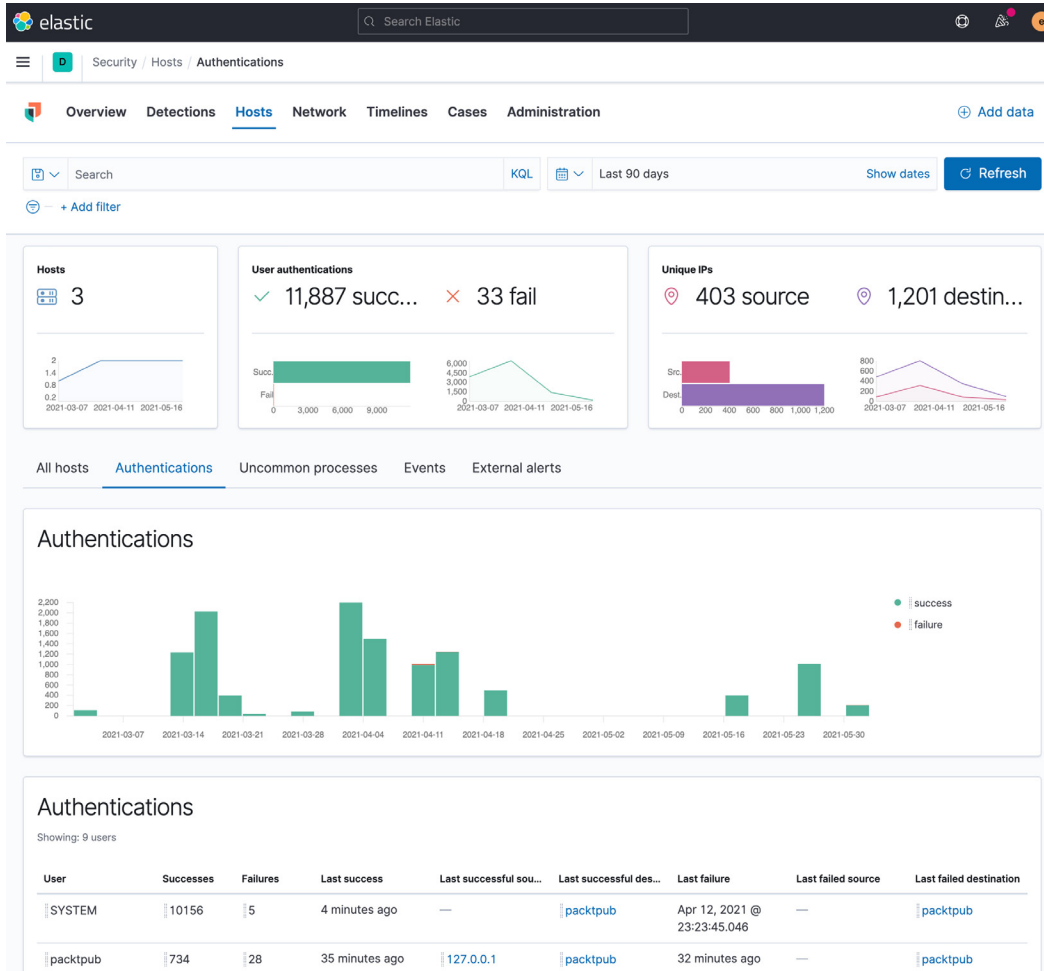 elastic
Search Elastic
e
D Security / Hosts / Authentications
Overview Detections Hosts Network Timelines Cases Administration Add data
Search KQL Last 90 days Show dates Refresh
+ Add filter
Hosts
3
2
1.4
0.8
0.2
2021-03-07 2021-04-11 2021-05-16
User authentications
11,887 succ... 33 fail
Succ.
Fail
0 3,000 6,000 9,000
6,000
4,500
3,000
1,500
0
2021-03-07 2021-04-11 2021-05-16
Unique IPs
403 source 1,201 destin...
Src.
Dest.
0 200 400 600 800 1,000 1,200
800
600
400
200
0
2021-03-07 2021-04-11 2021-05-16
All hosts Authentications Uncommon processes Events External alerts
Authentications
2,200
2,000
1,800
1,600
1,400
1,200
1,000
800
600
400
200
0
2021-03-07 2021-03-14 2021-03-21 2021-03-28 2021-04-04 2021-04-11 2021-04-18 2021-04-25 2021-05-02 2021-05-09 2021-05-16 2021-05-23 2021-05-30
success
failure
Authentications
Showing: 9 users
User Successes Failures Last success Last successful sou... Last successful des... Last failure Last failed source Last failed destination
SYSTEM 10156 5 4 minutes ago — packtpub Apr 12, 2021 @ — packtpub
23:23:45.046
packtpub 734 28 35 minutes ago 127.0.0.1 packtpub 32 minutes ago — packtpub